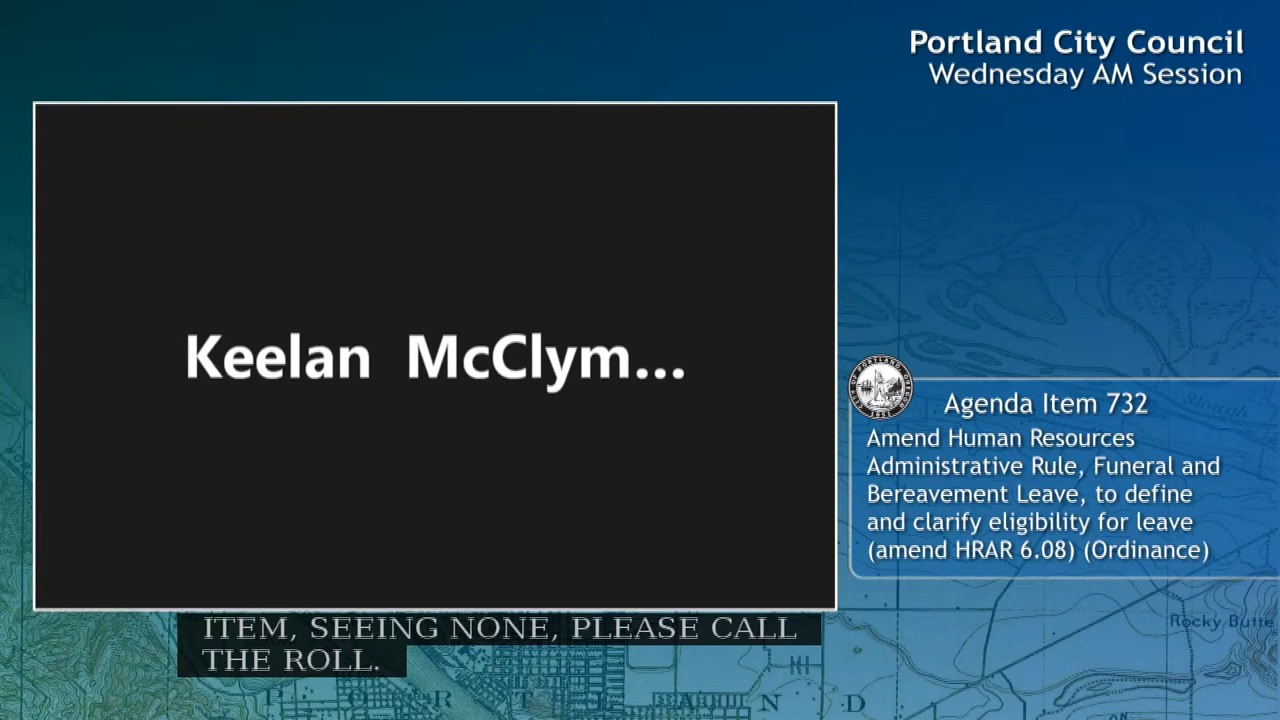 Portland City Council
Wednesday AM Session
Keelan McClym...
Agenda Item 732
Amend Human Resources
Administrative Rule, Funeral and
Bereavement Leave, to define
and clarify eligibility for leave
(amend HRAR 6.08) (Ordinance)
ITEM, SEEING NONE, PLEASE CALL
THE ROLL.
Rocky Butte
P O R T L A N D